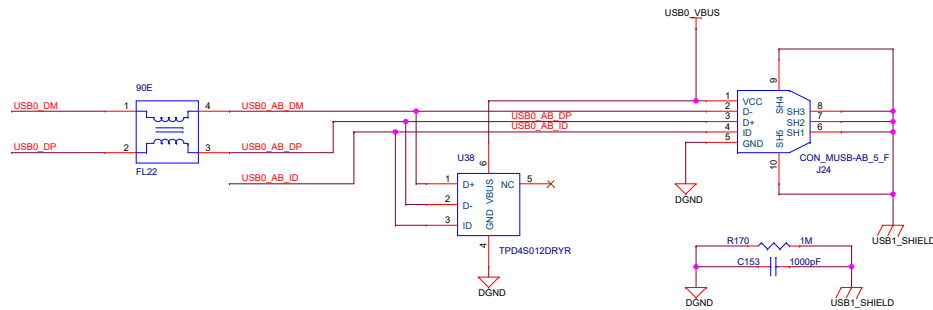 USB0_VBUS
90E
USB0_DM 1 4 USB0_AB_DM
USB0_DP 2 3 USB0_AB_DP
FL22
USB0_AB_ID
USB0_AB_DP
USB0_AB_ID
1 VCC
2 D-
3 D+
4 ID
5 GND
9 SH4
SH3 8
SH2 7
SH1 6
10 SH5
CON_MUSB-AB_5_F
J24
DGND
U38
6 VBUS
1 D+ NC 5
2 D-
3 ID
4 GND
TPD4S012DRYR
DGND
USB1_SHIELD
R170 1M
C153 1000pF
DGND
USB1_SHIELD